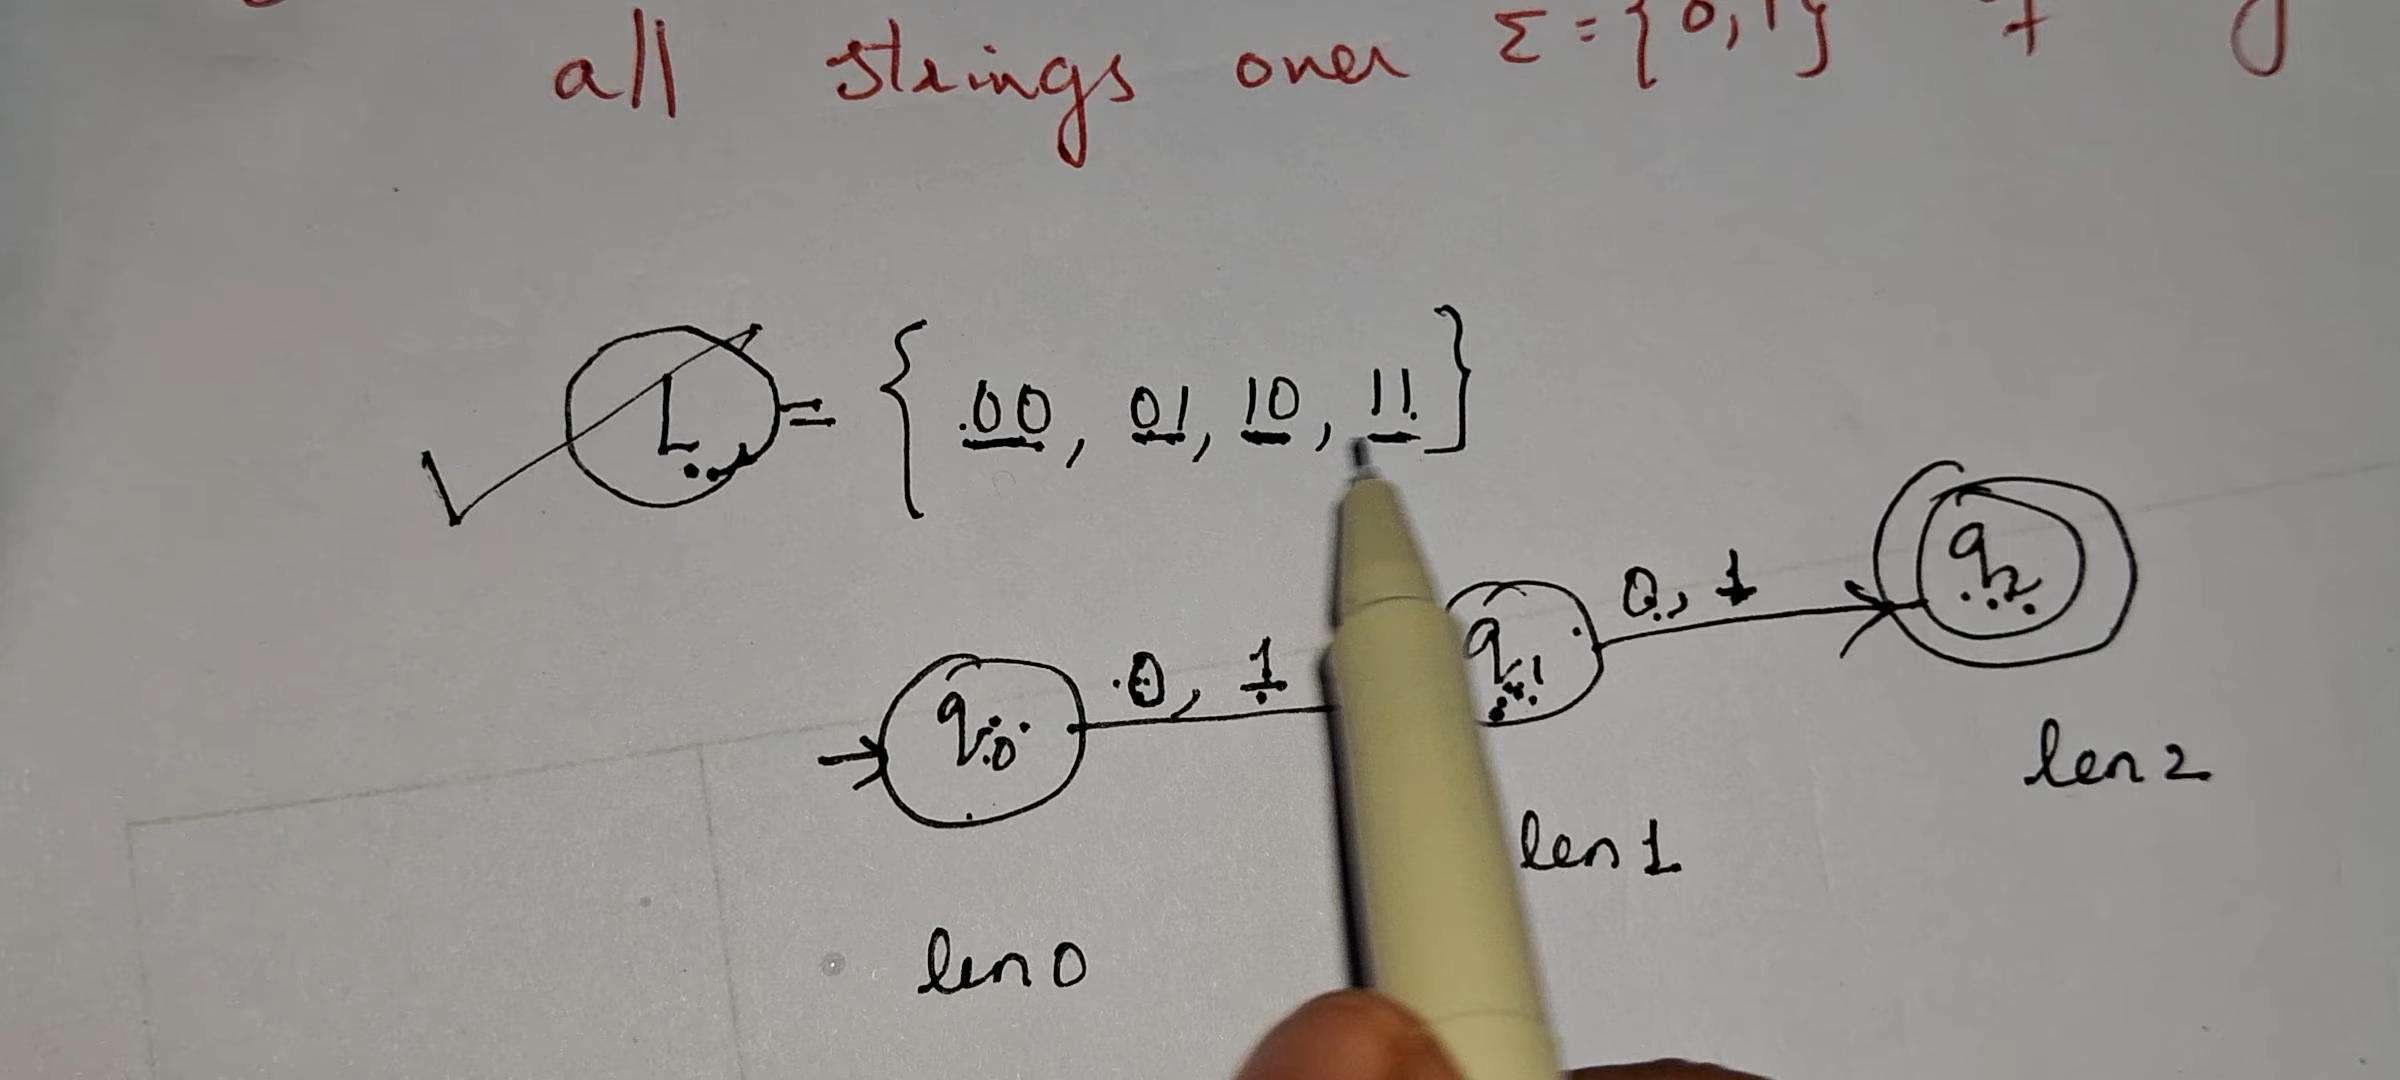 all strings over Σ = {0,1}
L = {00, 01, 10, 11}
q2
0, 1
q1
0, 1
q0
len 2
len 1
len 0